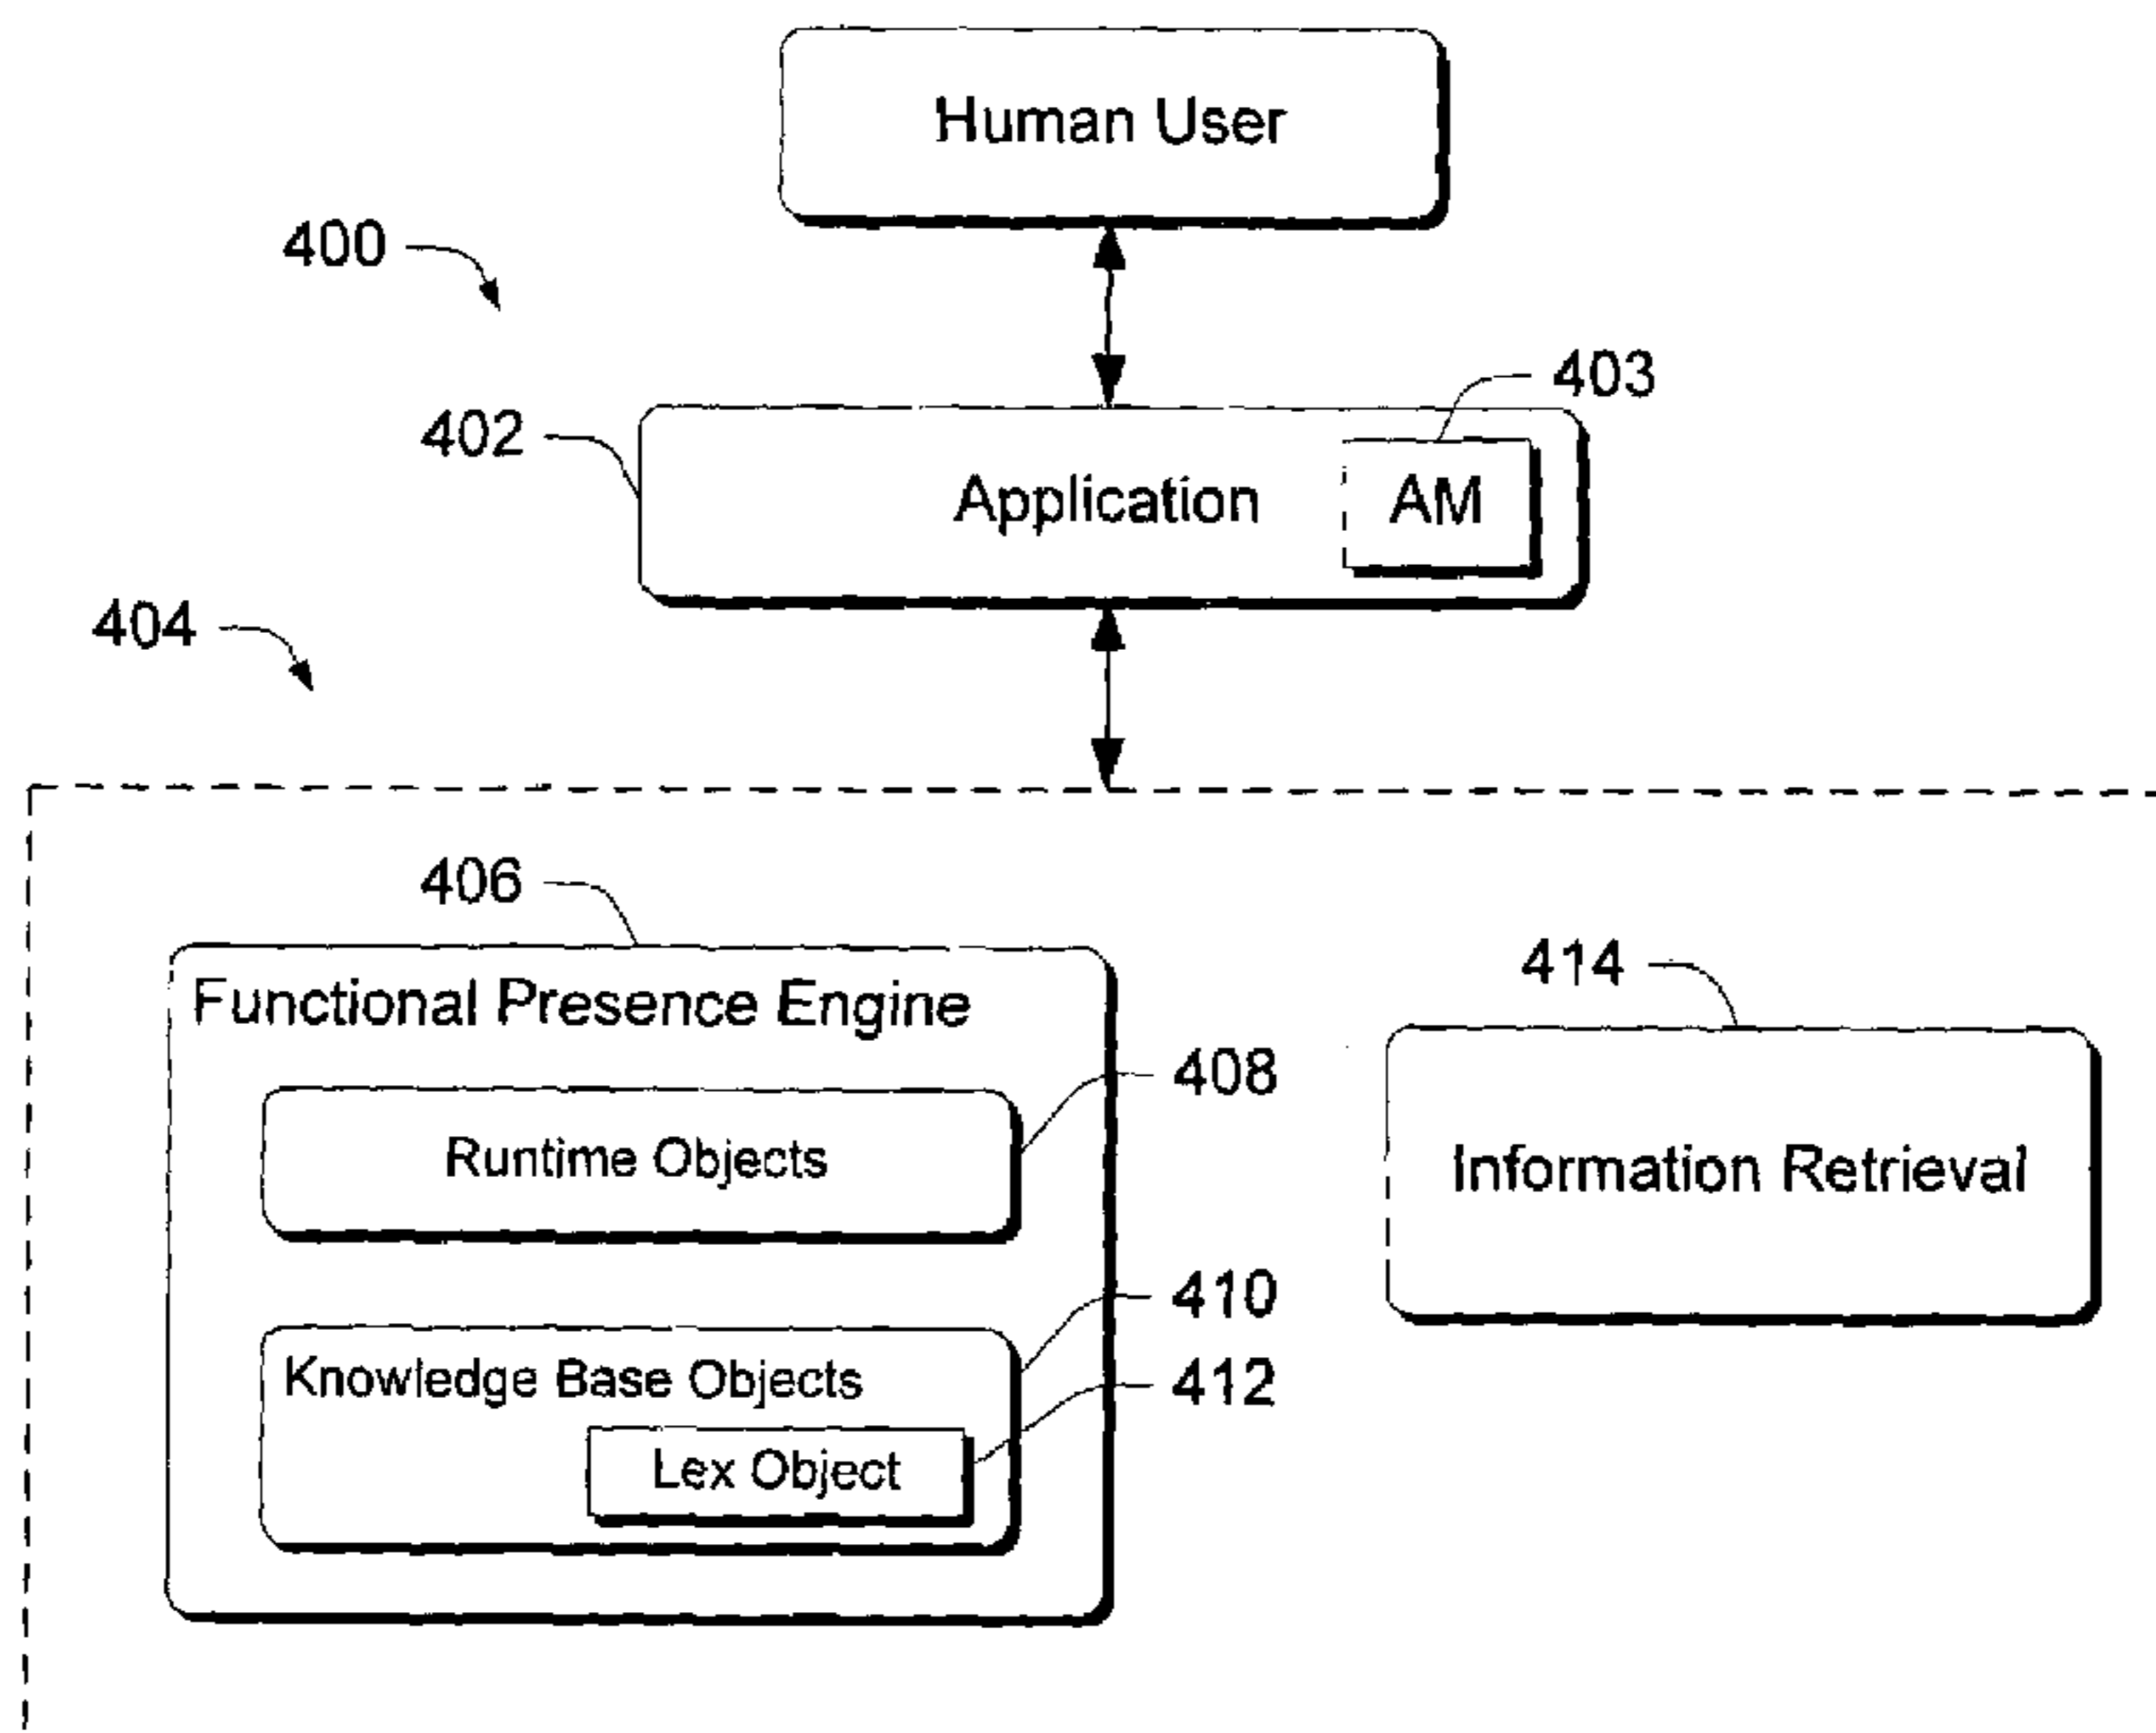 Human User
400
403
402
Application
AM
404
406
Functional Presence Engine
414
408
Runtime Objects
Information Retrieval
410
Knowledge Base Objects
412
Lex Object